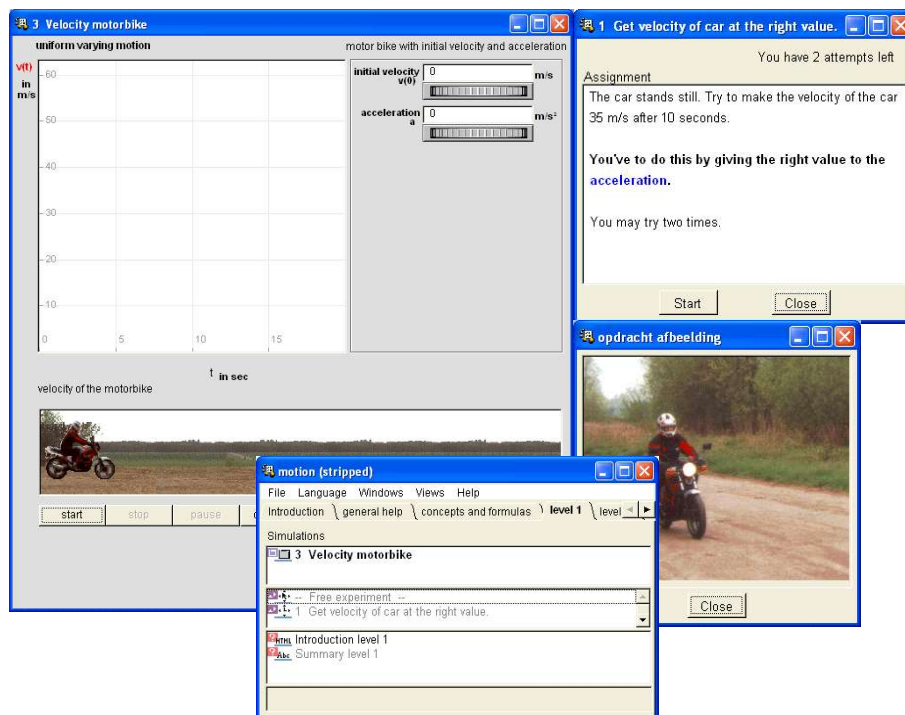 3 Velocity motorbike
uniform varying motion
motor bike with initial velocity and acceleration
v(t)
in
m/s
60
50
40
30
20
10
0 5 10 15
t in sec
initial velocity 0 m/s
v(0)
acceleration 0 m/s²
a
velocity of the motorbike
start stop pause
1 Get velocity of car at the right value.
You have 2 attempts left
Assignment
The car stands still. Try to make the velocity of the car
35 m/s after 10 seconds.
You've to do this by giving the right value to the
acceleration.
You may try two times.
Start Close
opdracht afbeelding
Close
motion (stripped)
File Language Windows Views Help
Introduction general help concepts and formulas level 1 level
Simulations
3 Velocity motorbike
-- Free experiment --
1 Get velocity of car at the right value.
HTML Introduction level 1
Abc Summary level 1